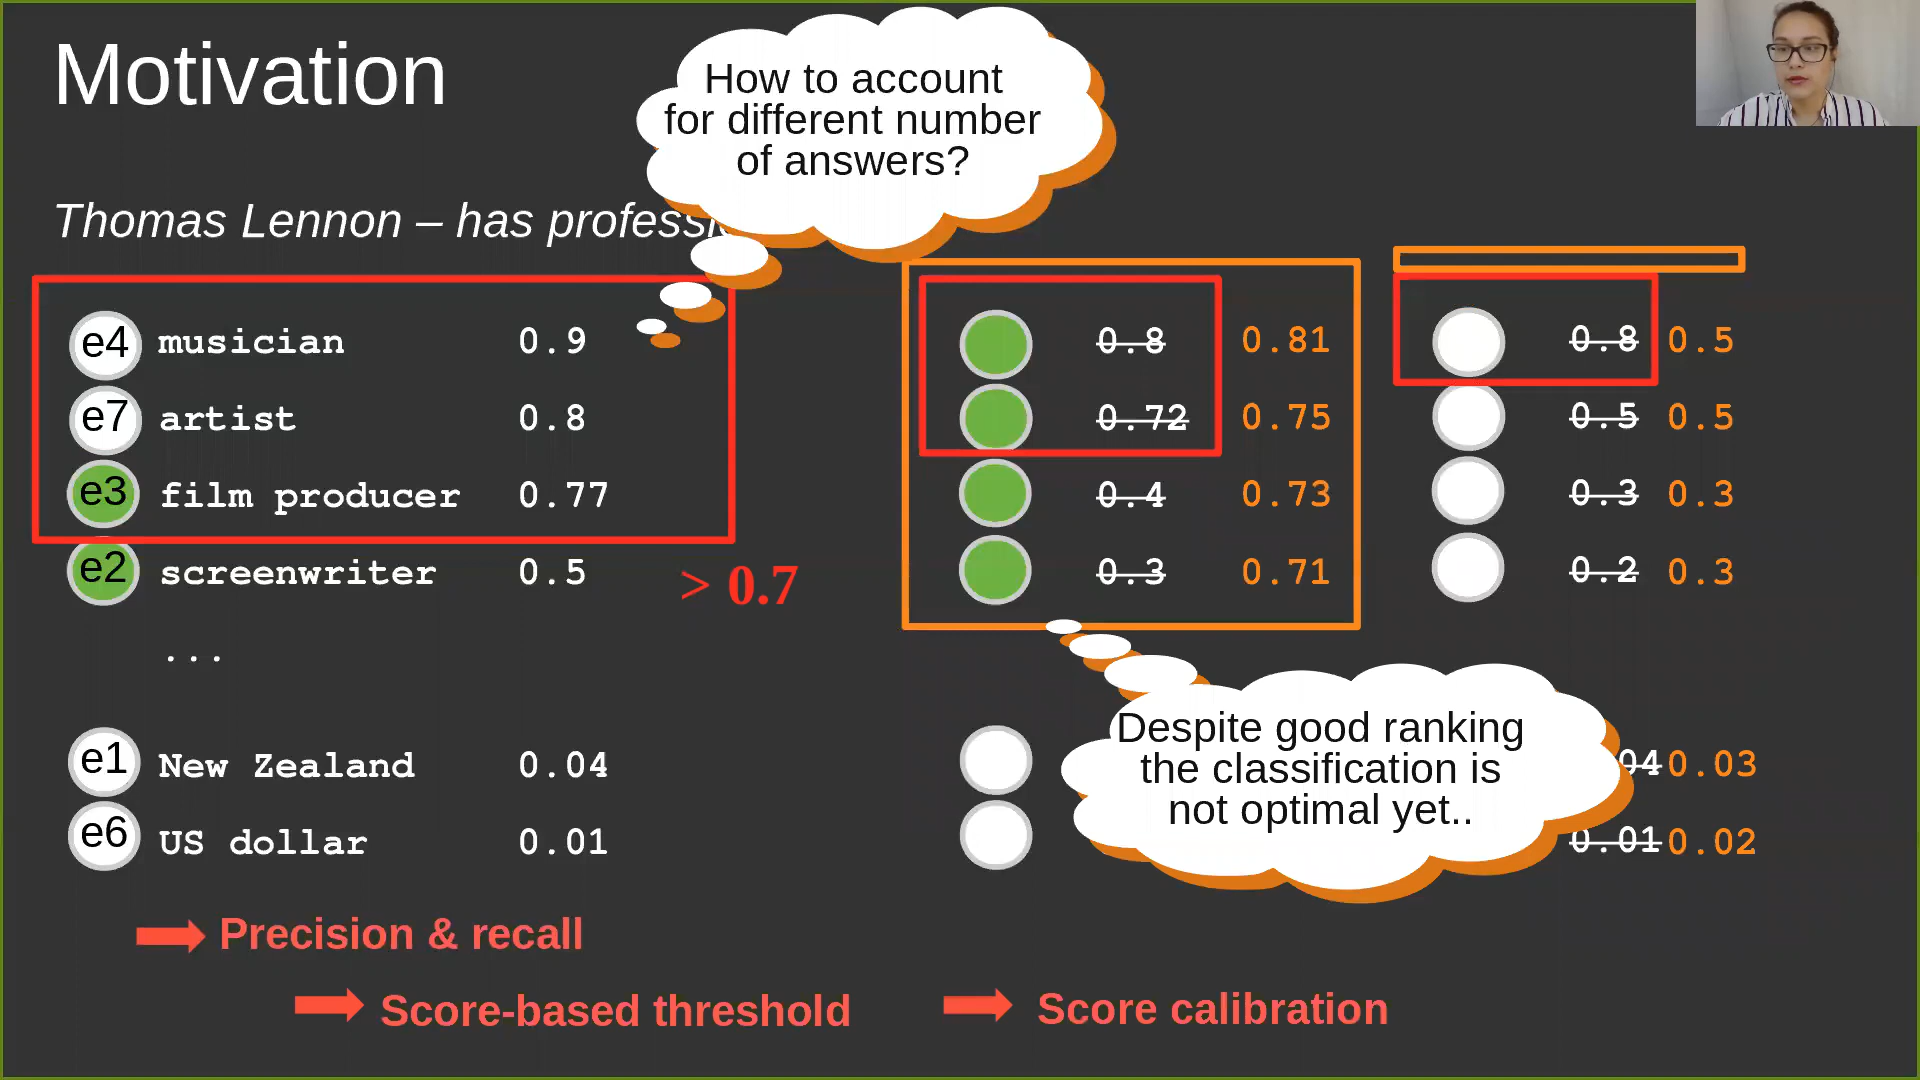 Motivation
How to account
for different number
of answers?
Thomas Lennon – has
e4 musician 0.9
e7 artist 0.8
e3 film producer 0.77
e2 screenwriter 0.5
...
e1 New Zealand 0.04
e6 US dollar 0.01
> 0.7
0.8 0.81
0.72 0.75
0.4 0.73
0.3 0.71
0.8 0.5
0.5 0.5
0.3 0.3
0.2 0.3
0.03
0.01 0.02
Despite good ranking
the classification is
not optimal yet..
Precision & recall
Score-based threshold
Score calibration